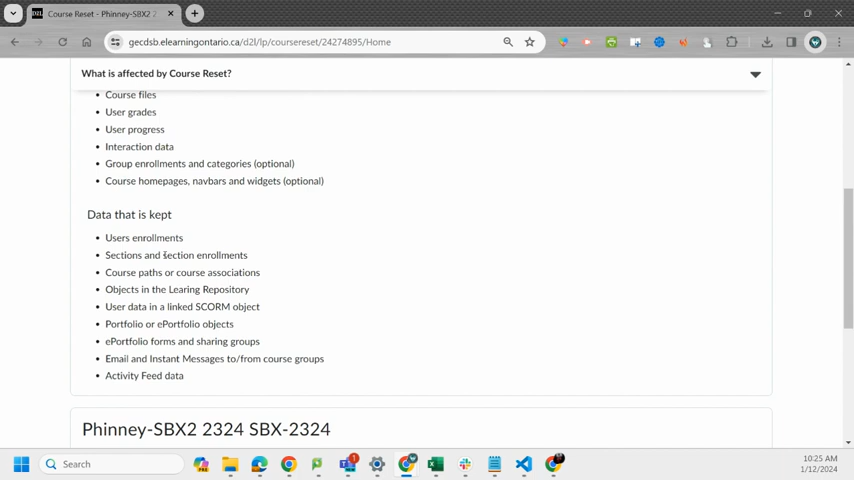 D2L Course Reset - Phinney-SBX2 2
gecdsb.elearningontario.ca/d2l/lp/coursereset/24274895/Home
What is affected by Course Reset?
Course files
User grades
User progress
Interaction data
Group enrollments and categories (optional)
Course homepages, navbars and widgets (optional)
Data that is kept
Users enrollments
Sections and section enrollments
Course paths or course associations
Objects in the Learing Repository
User data in a linked SCORM object
Portfolio or ePortfolio objects
ePortfolio forms and sharing groups
Email and Instant Messages to/from course groups
Activity Feed data
Phinney-SBX2 2324 SBX-2324
Search
PRE
1
10:25 AM
1/12/2024